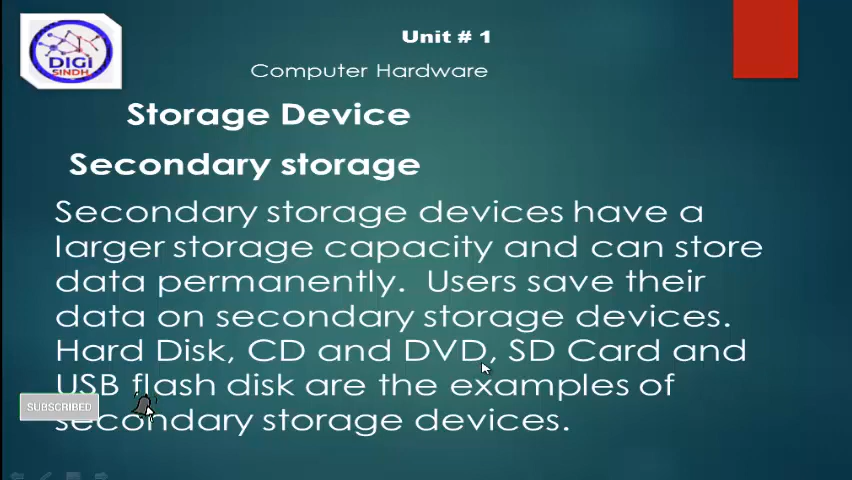 Unit # 1
DIGI
SINDH
Computer Hardware
Storage Device
Secondary storage
Secondary storage devices have a
larger storage capacity and can store
data permanently. Users save their
data on secondary storage devices.
Hard Disk, CD and DVD, SD Card and
USB flash disk are the examples of
SUBSCRIBED
secondary storage devices.